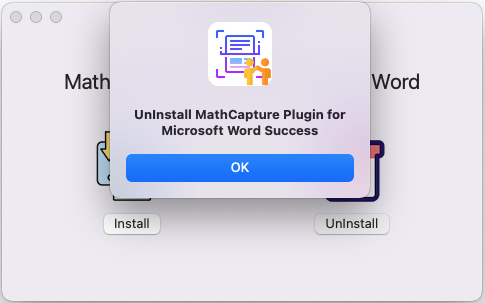 Math
Word
UnInstall MathCapture Plugin for
Microsoft Word Success
OK
Install
UnInstall